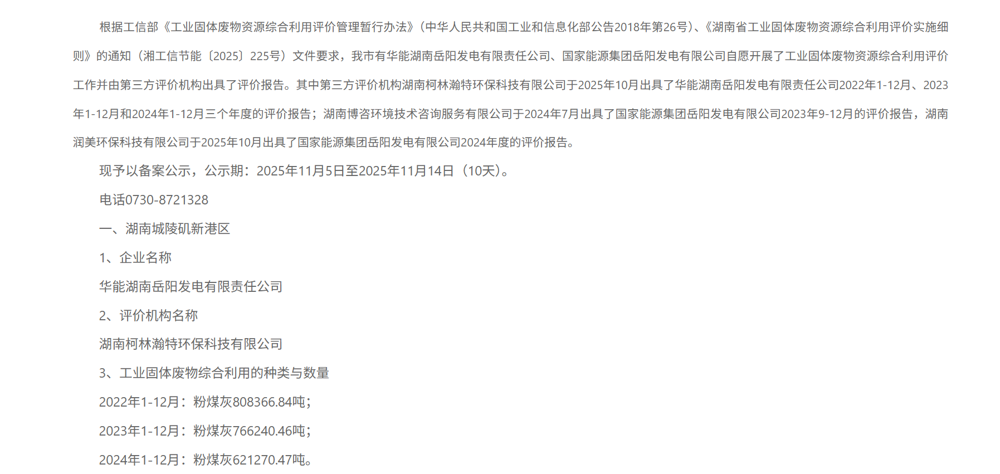 根据工信部《工业固体废物资源综合利用评价管理暂行办法》（中华人民共和国工业和信息化部公告2018年第26号）、《湖南省工业固体废物资源综合利用评价实施细
则》的通知（湘工信节能〔2025〕225号）文件要求，我市有华能湖南岳阳发电有限责任公司、国家能源集团岳阳发电有限公司自愿开展了工业固体废物资源综合利用评价
工作并由第三方评价机构出具了评价报告。其中第三方评价机构湖南柯林瀚特环保科技有限公司于2025年10月出具了华能湖南岳阳发电有限责任公司2022年1-12月、2023
年1-12月和2024年1-12月三个年度的评价报告；湖南博咨环境技术咨询服务有限公司于2024年7月出具了国家能源集团岳阳发电有限公司2023年9-12月的评价报告，湖南
润美环保科技有限公司于2025年10月出具了国家能源集团岳阳发电有限公司2024年度的评价报告。
现予以备案公示，公示期：2025年11月5日至2025年11月14日（10天）。
电话0730-8721328
一、湖南城陵矶新港区
1、企业名称
华能湖南岳阳发电有限责任公司
2、评价机构名称
湖南柯林瀚特环保科技有限公司
3、工业固体废物综合利用的种类与数量
2022年1-12月：粉煤灰808366.84吨；
2023年1-12月：粉煤灰766240.46吨；
2024年1-12月：粉煤灰621270.47吨。